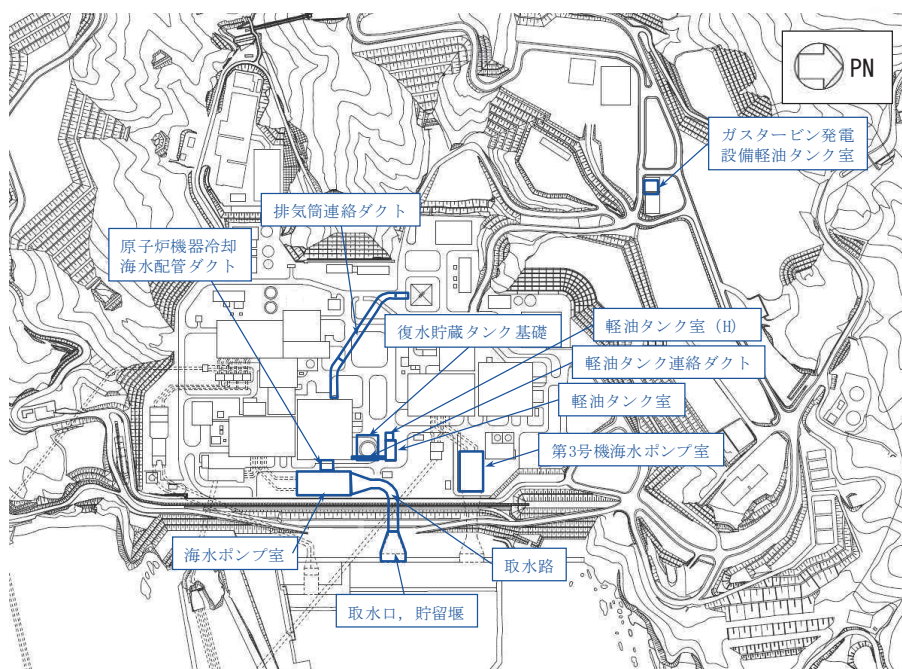 PN
ガスタービン発電
設備軽油タンク室
排気筒連絡ダクト
原子炉機器冷却
海水配管ダクト
復水貯蔵タンク基礎
軽油タンク室（H）
軽油タンク連絡ダクト
軽油タンク室
第3号機海水ポンプ室
海水ポンプ室
取水路
取水口，貯留堰